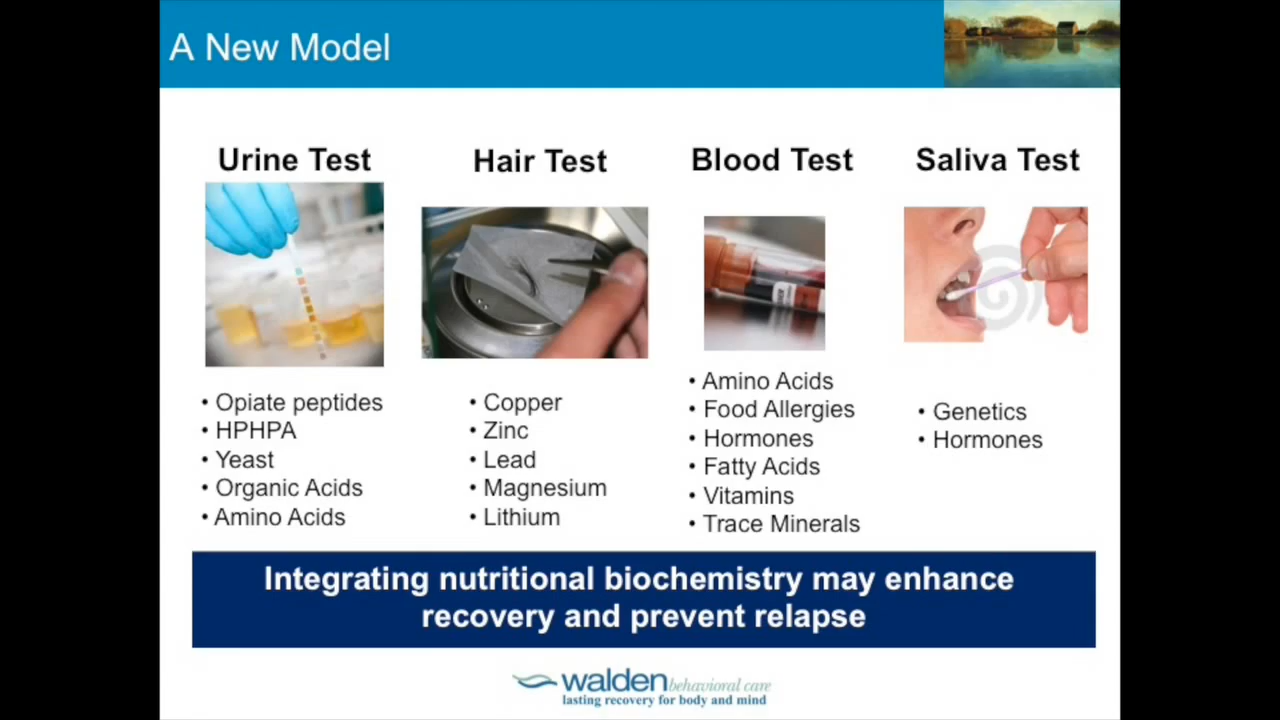 A New Model
Urine Test
Hair Test
Blood Test
Saliva Test
• Opiate peptides
• HPHPA
• Yeast
• Organic Acids
• Amino Acids
• Copper
• Zinc
• Lead
• Magnesium
• Lithium
• Amino Acids
• Food Allergies
• Hormones
• Fatty Acids
• Vitamins
• Trace Minerals
• Genetics
• Hormones
Integrating nutritional biochemistry may enhance
recovery and prevent relapse
walden behavioral care
lasting recovery for body and mind